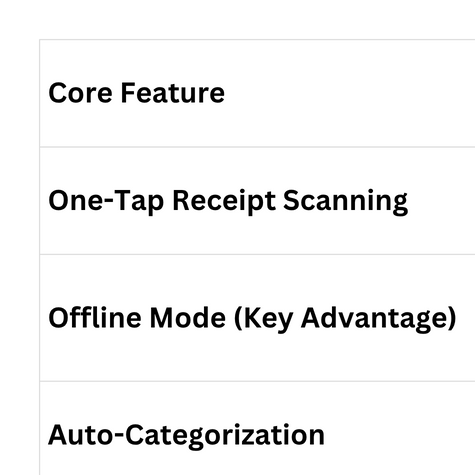 Core Feature
One-Tap Receipt Scanning
Offline Mode (Key Advantage)
Auto-Categorization